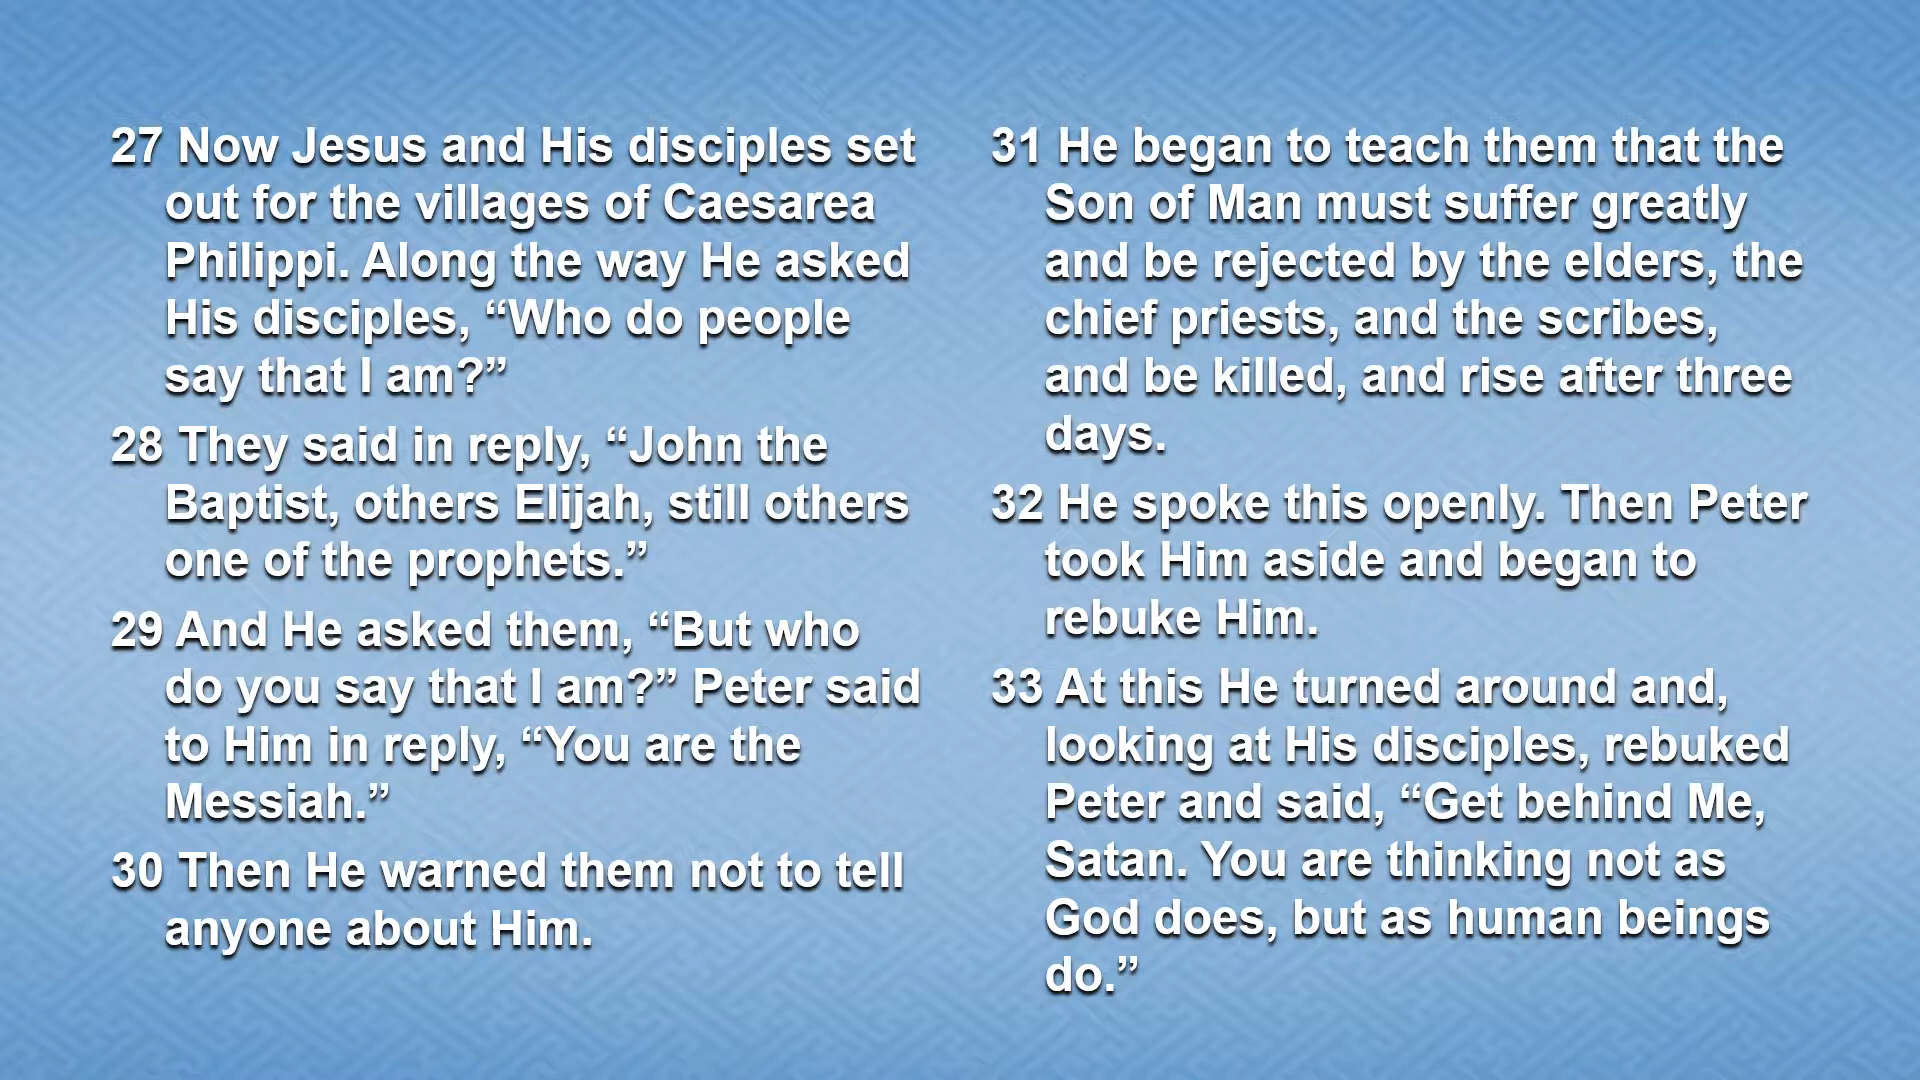 27 Now Jesus and His disciples set
out for the villages of Caesarea
Philippi. Along the way He asked
His disciples, “Who do people
say that I am?”
28 They said in reply, “John the
Baptist, others Elijah, still others
one of the prophets.”
29 And He asked them, “But who
do you say that I am?” Peter said
to Him in reply, “You are the
Messiah.”
30 Then He warned them not to tell
anyone about Him.
31 He began to teach them that the
Son of Man must suffer greatly
and be rejected by the elders, the
chief priests, and the scribes,
and be killed, and rise after three
days.
32 He spoke this openly. Then Peter
took Him aside and began to
rebuke Him.
33 At this He turned around and,
looking at His disciples, rebuked
Peter and said, “Get behind Me,
Satan. You are thinking not as
God does, but as human beings
do.”